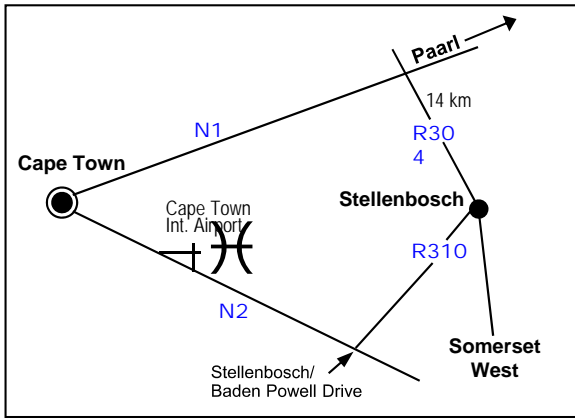 Paarl
14 km
N1
R30
4
Cape Town
Cape Town
Int. Airport
Stellenbosch
R310
N2
Somerset
West
Stellenbosch/
Baden Powell Drive